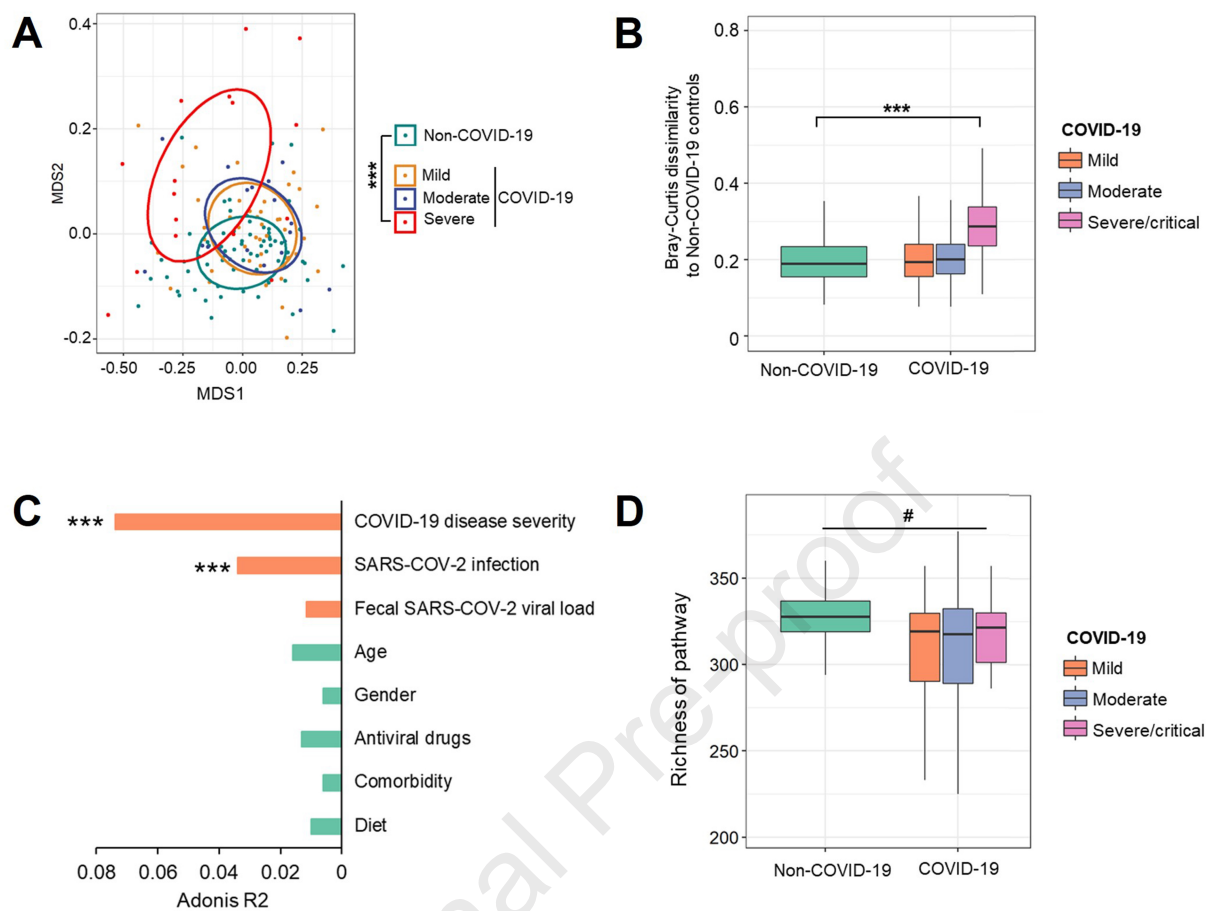 A
0.4
0.2
0.0
-0.2
MDS2
-0.50
-0.25
0.00
0.25
MDS1
***
Non-COVID-19
Mild
Moderate
Severe
COVID-19
B
0.8
0.6
0.4
0.2
0
Bray-Curtis dissimilarity
to Non-COVID-19 controls
***
Non-COVID-19
COVID-19
COVID-19
Mild
Moderate
Severe/critical
C
*** COVID-19 disease severity
*** SARS-COV-2 infection
Fecal SARS-COV-2 viral load
Age
Gender
Antiviral drugs
Comorbidity
Diet
0.08
0.06
0.04
0.02
0
Adonis R2
D
350
300
250
200
Richness of pathway
#
Non-COVID-19
COVID-19
COVID-19
Mild
Moderate
Severe/critical
nal Pre-proof